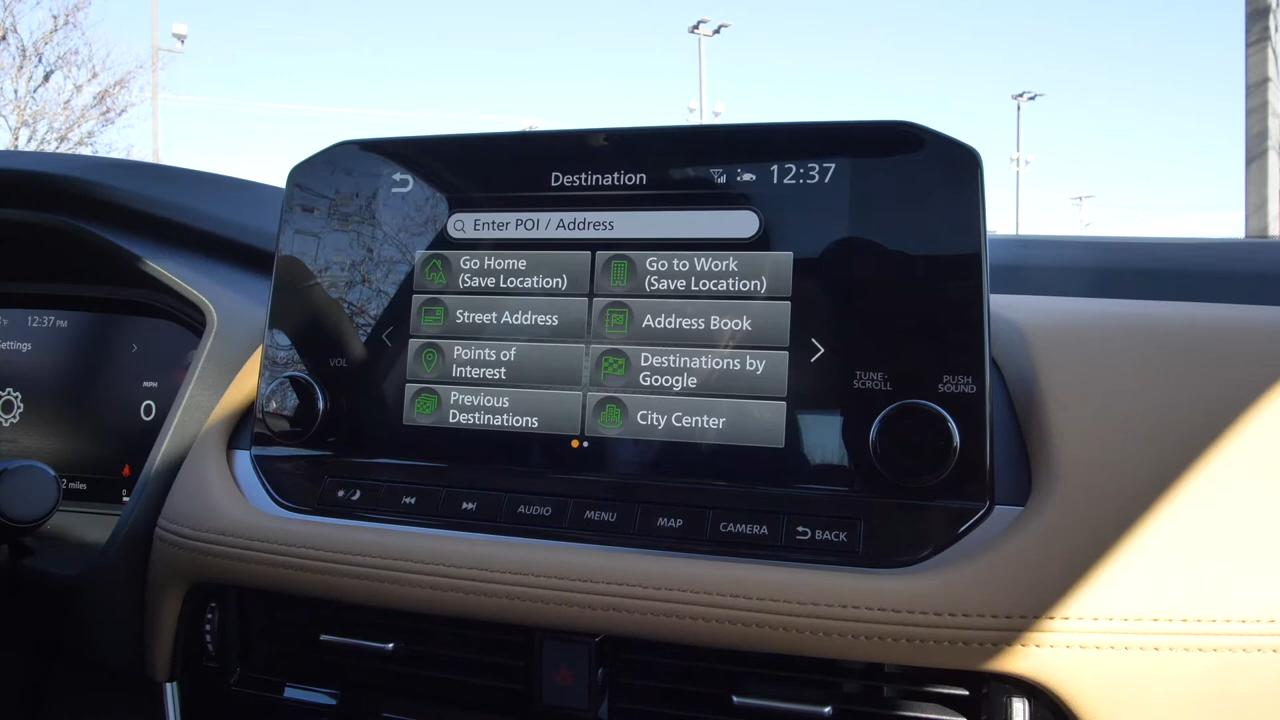 Destination
12:37
Enter POI / Address
Go Home
(Save Location)
Go to Work
(Save Location)
Street Address
Address Book
Points of
Interest
Destinations by
Google
Previous
Destinations
City Center
VOL
TUNE·
SCROLL
PUSH
SOUND
AUDIO
MENU
MAP
CAMERA
BACK
°F
12:37 PM
Settings
MPH
0
2 miles